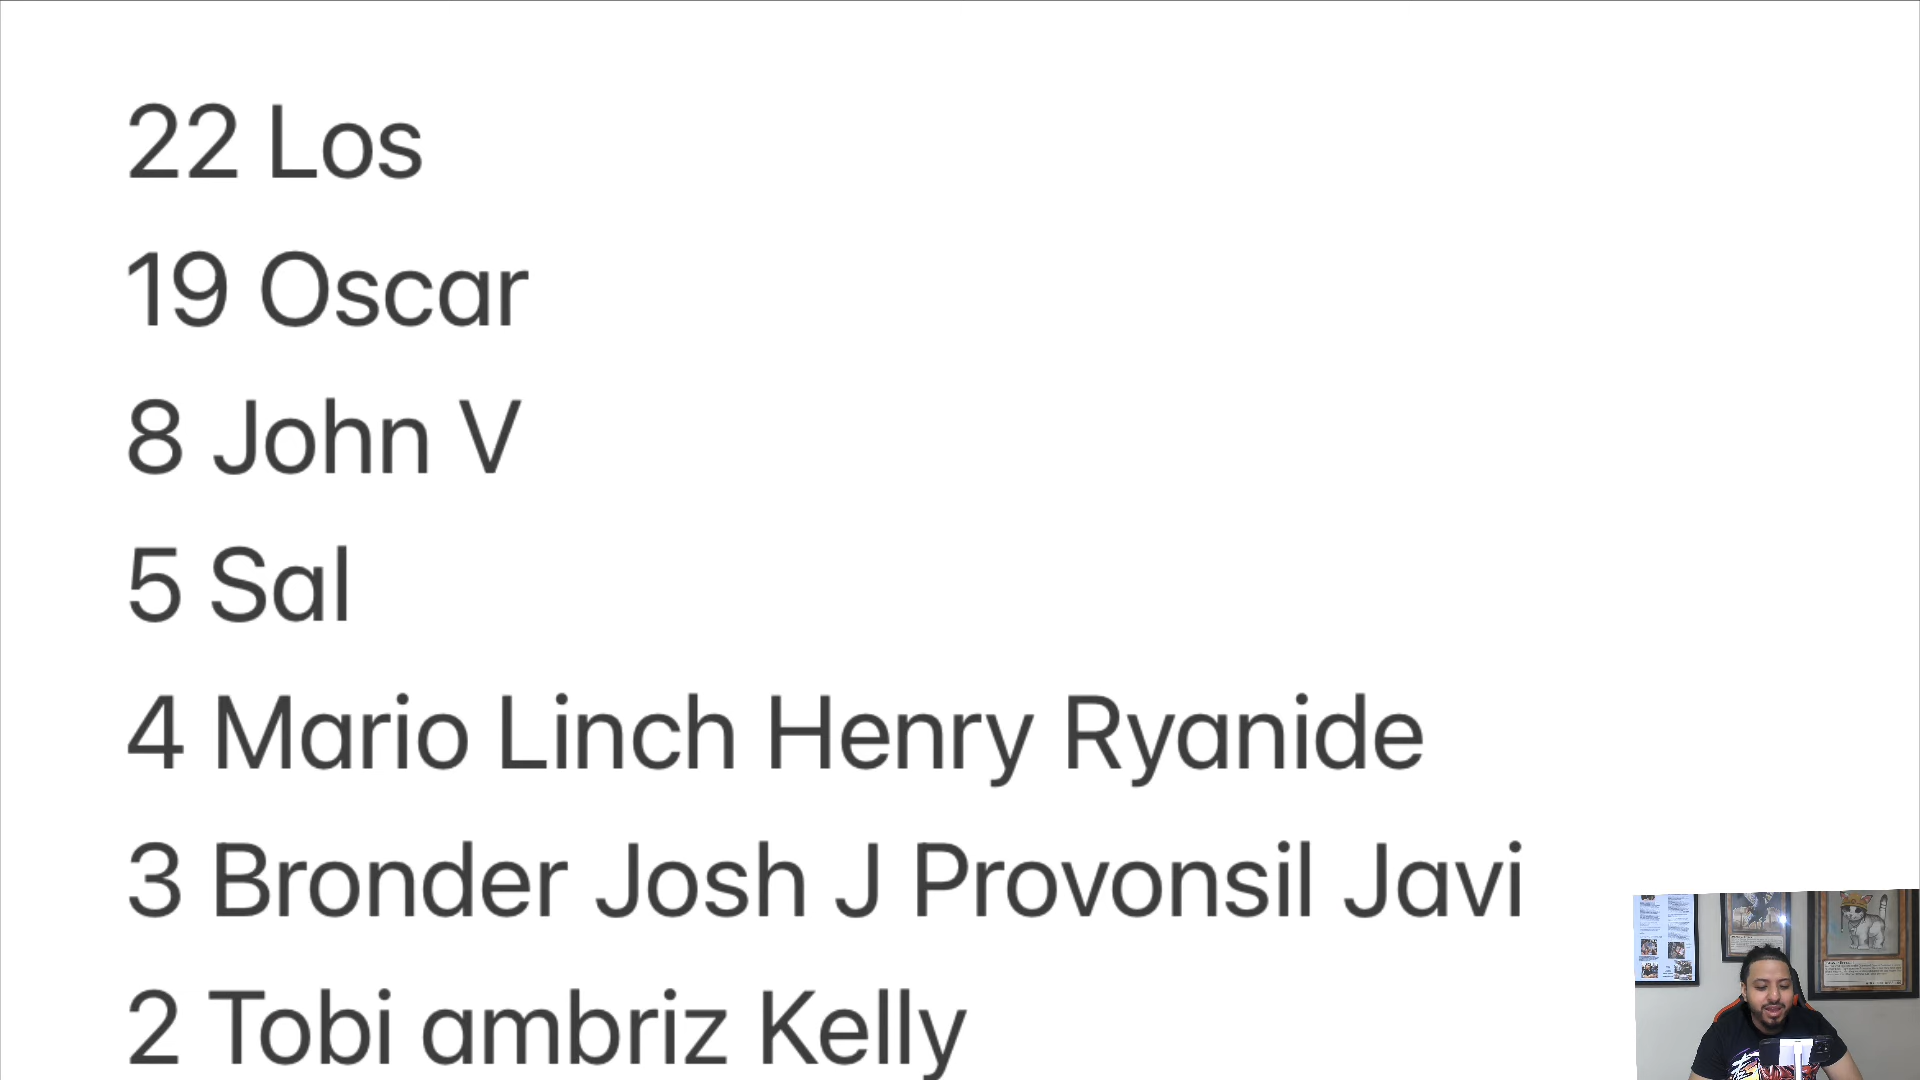 22 Los
19 Oscar
8 John V
5 Sal
4 Mario Linch Henry Ryanide
3 Bronder Josh J Provonsil Javi
2 Tobi ambriz Kelly